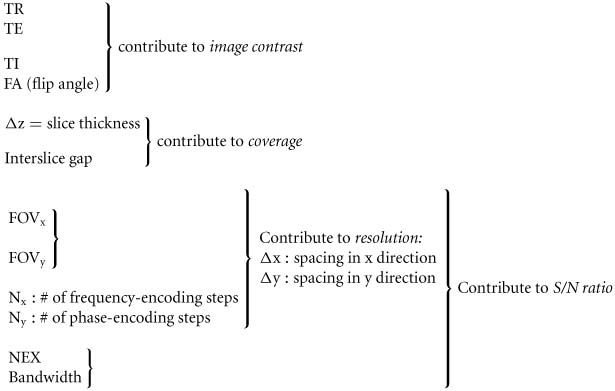 TR
TE
TI
FA (flip angle)
contribute to image contrast
Δz = slice thickness
Interslice gap
contribute to coverage
FOVx
FOVy
Nx : # of frequency-encoding steps
Ny : # of phase-encoding steps
Contribute to resolution:
Δx : spacing in x direction
Δy : spacing in y direction
NEX
Bandwidth
Contribute to S/N ratio